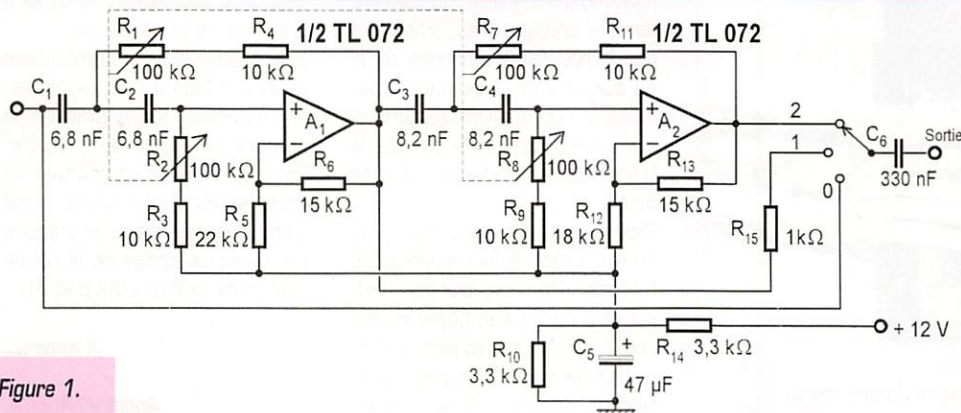 R1 R4 1/2 TL 072 R7 R11 1/2 TL 072
100 kΩ 10 kΩ 100 kΩ 10 kΩ
C1 C2 C3 C4
+ A1 − + A2 −
6,8 nF 6,8 nF 8,2 nF 8,2 nF
R2 100 kΩ R6 R8 100 kΩ R13
15 kΩ 15 kΩ
R3 R5 R9 R12
10 kΩ 22 kΩ 10 kΩ 18 kΩ
2
1
0
C6 Sortie
330 nF
R15 1kΩ
+ 12 V
R10 C5 + R14 3,3 kΩ
3,3 kΩ 47 µF
Figure 1.